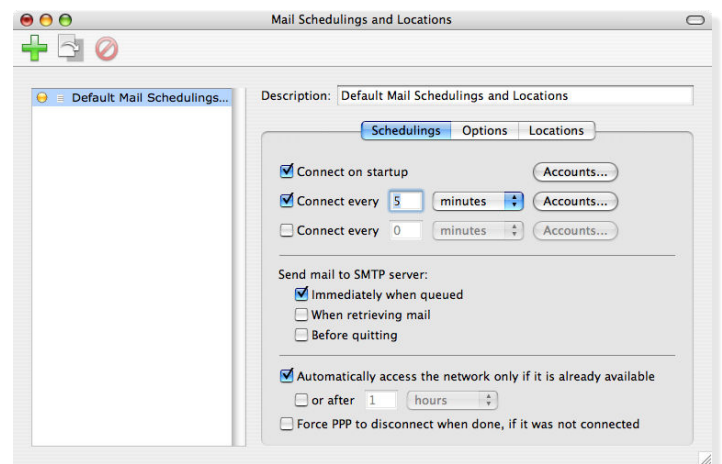 Mail Schedulings and Locations
Default Mail Schedulings...
Description: Default Mail Schedulings and Locations
Schedulings Options Locations
Connect on startup Accounts...
Connect every 5 minutes Accounts...
Connect every 0 minutes Accounts...
Send mail to SMTP server:
Immediately when queued
When retrieving mail
Before quitting
Automatically access the network only if it is already available
or after 1 hours
Force PPP to disconnect when done, if it was not connected